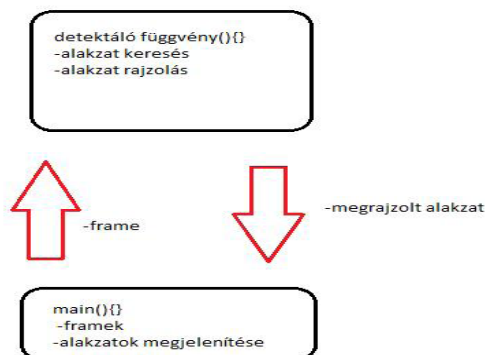 detektáló függvény(){}
-alakzat keresés
-alakzat rajzolás
-frame
-megrajzolt alakzat
main(){}
-framek
-alakzatok megjelenítése